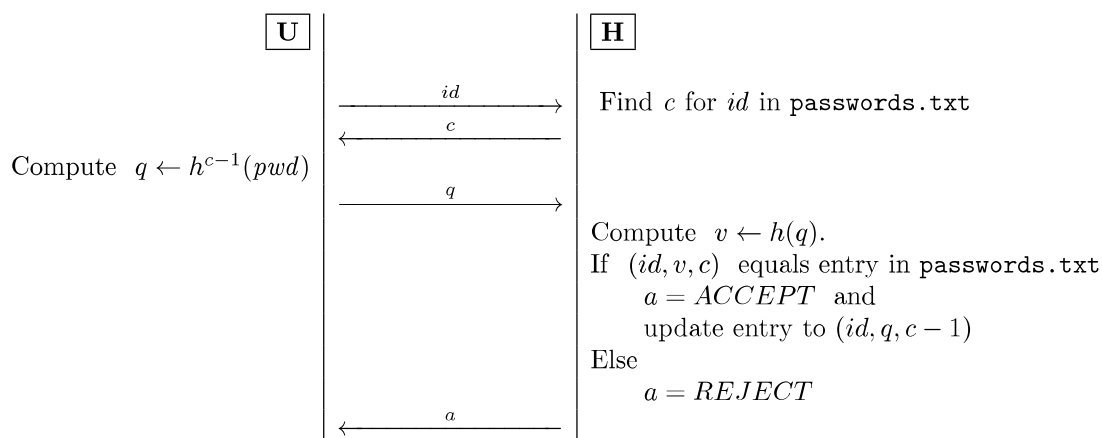 U H
id
Find c for id in passwords.txt
c
Compute q ← h^{c−1}(pwd)
q
Compute v ← h(q).
If (id, v, c) equals entry in passwords.txt
a = ACCEPT and
update entry to (id, q, c − 1)
Else
a = REJECT
a